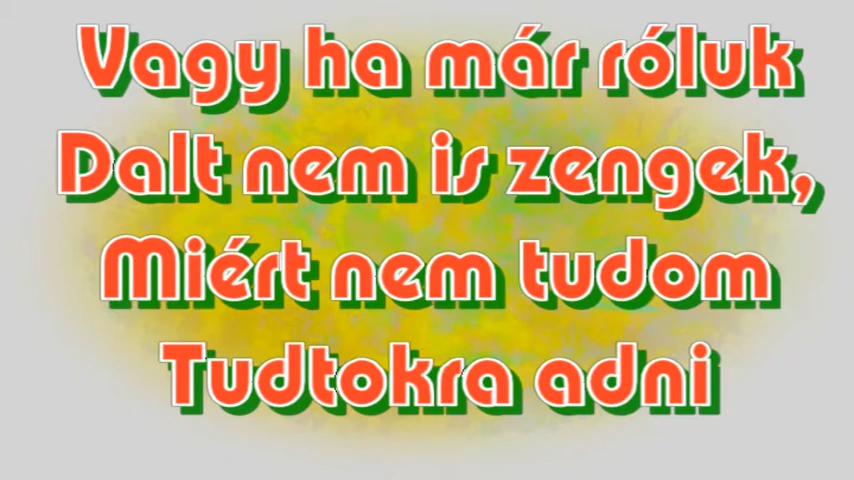 Vagy ha már róluk
Dalt nem is zengek,
Miért nem tudom
Tudtokra adni